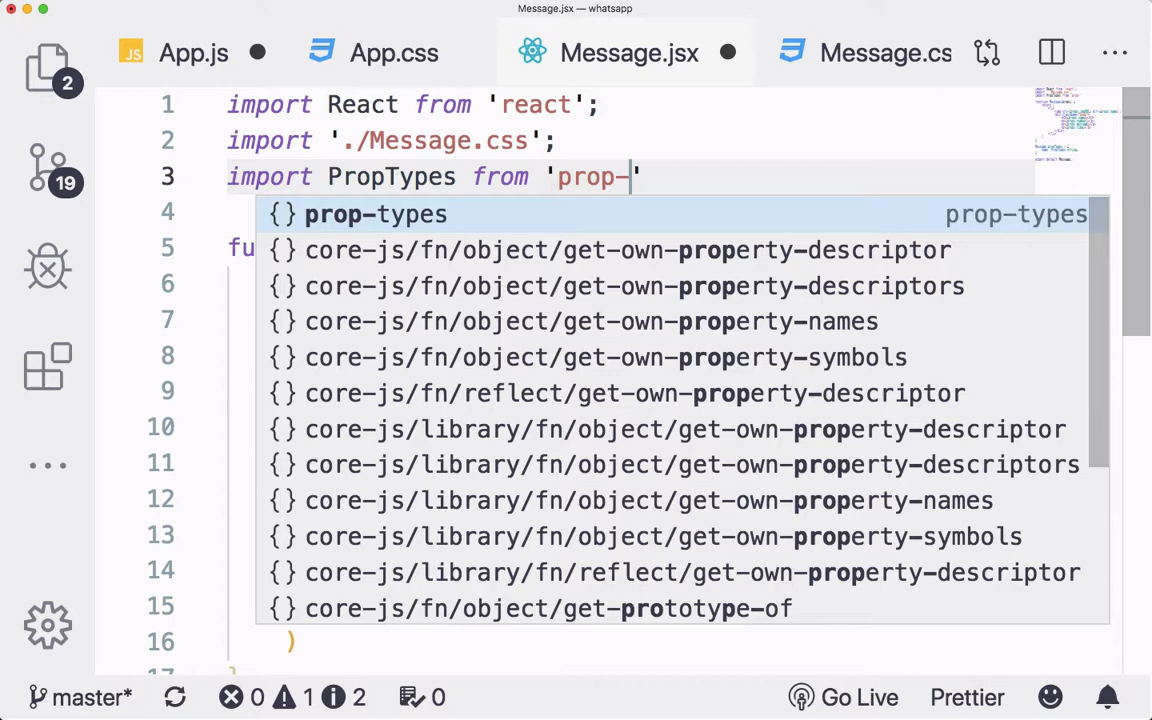 Message.jsx — whatsapp
JS App.js App.css Message.jsx Message.cs
2
19
1 import React from 'react';
2 import './Message.css';
3 import PropTypes from 'prop-'
4 {} prop-types prop-types
5 fu {} core-js/fn/object/get-own-property-descriptor
6 {} core-js/fn/object/get-own-property-descriptors
7 {} core-js/fn/object/get-own-property-names
8 {} core-js/fn/object/get-own-property-symbols
9 {} core-js/fn/reflect/get-own-property-descriptor
10 {} core-js/library/fn/object/get-own-property-descriptor
11 {} core-js/library/fn/object/get-own-property-descriptors
12 {} core-js/library/fn/object/get-own-property-names
13 {} core-js/library/fn/object/get-own-property-symbols
14 {} core-js/library/fn/reflect/get-own-property-descriptor
15 {} core-js/fn/object/get-prototype-of
16 )
17 }
master* 0 1 2 0 Go Live Prettier